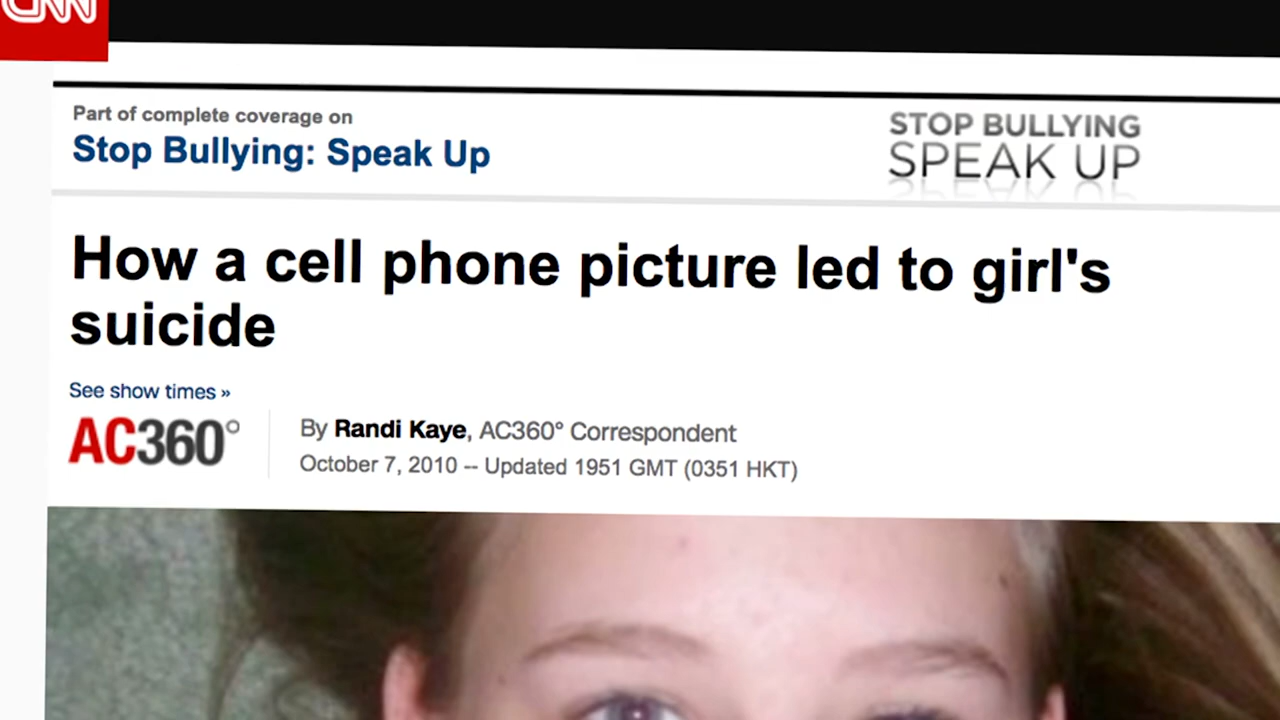 CNN
Part of complete coverage on
Stop Bullying: Speak Up
STOP BULLYING
SPEAK UP
How a cell phone picture led to girl's
suicide
See show times »
AC360°
By Randi Kaye, AC360° Correspondent
October 7, 2010 -- Updated 1951 GMT (0351 HKT)